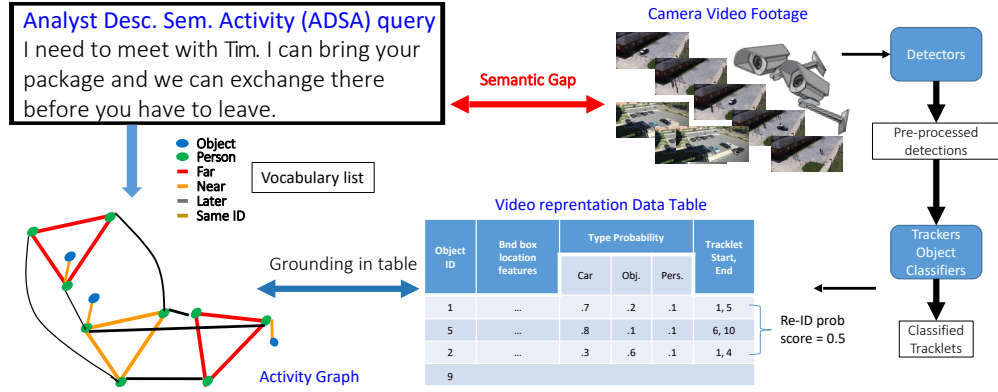 Analyst Desc. Sem. Activity (ADSA) query
I need to meet with Tim. I can bring your
package and we can exchange there
before you have to leave.
Semantic Gap
Camera Video Footage
Detectors
Pre-processed
detections
Trackers
Object
Classifiers
Classified
Tracklets
Object
Person
Far
Near
Later
Same ID
Vocabulary list
Grounding in table
Activity Graph
Video reprentation Data Table
Object
ID
Bnd box
location
features
Type Probability
Tracklet
Start,
End
Car Obj. Pers.
1 ... .7 .2 .1 1, 5
5 ... .8 .1 .1 6, 10
2 ... .3 .6 .1 1, 4
9
Re-ID prob
score = 0.5